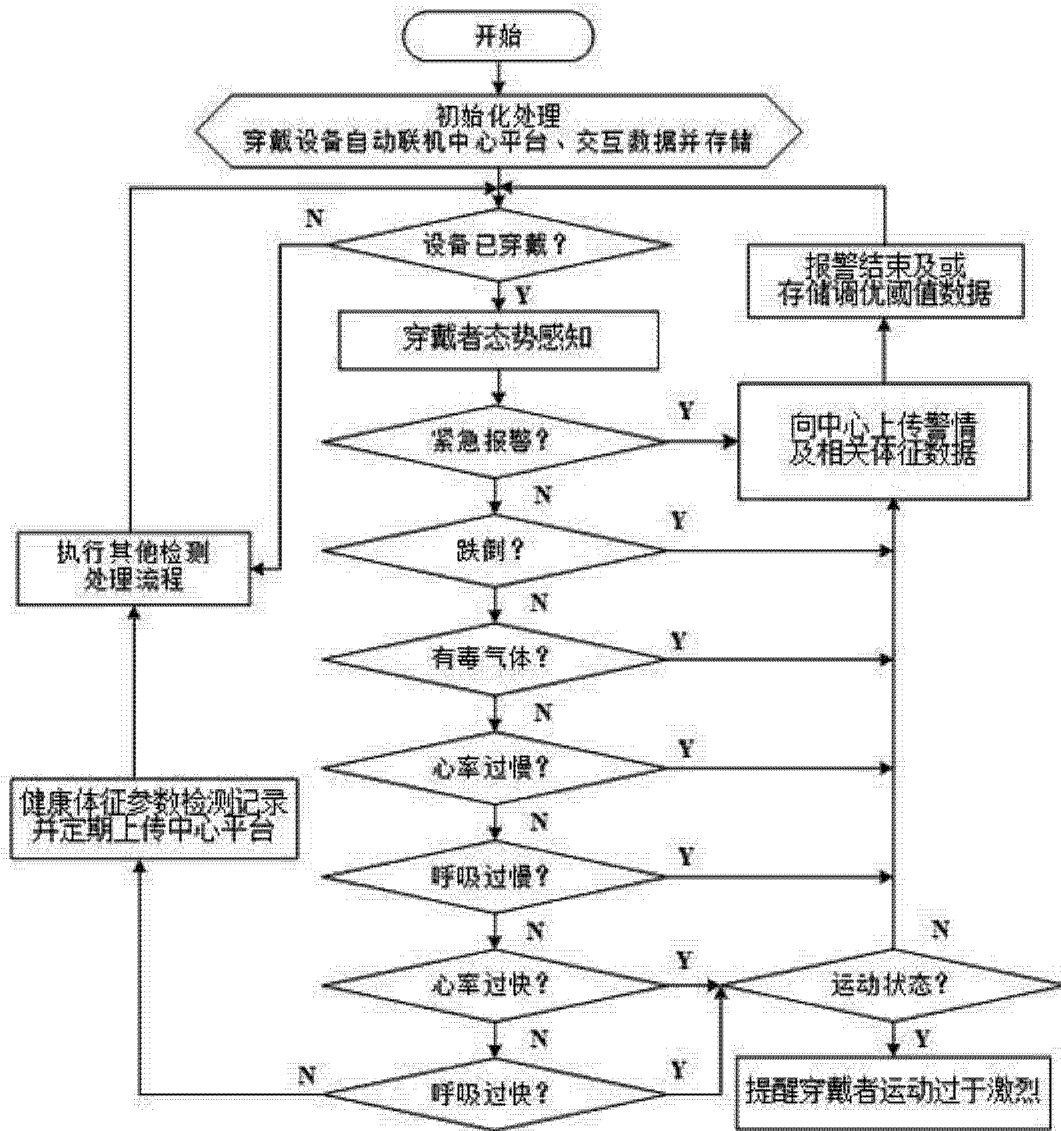 开始
初始化处理
穿戴设备自动联机中心平台、交互数据并存储
N
设备已穿戴?
Y
报警结束及或
存储调优阈值数据
穿戴者态势感知
紧急报警?
Y
向中心上传警情
及相关体征数据
N
跌倒?
Y
执行其他检测
处理流程
N
有毒气体?
Y
N
心率过慢?
Y
健康体征参数检测记录
并定期上传中心平台
N
呼吸过慢?
Y
N
心率过快?
Y
运动状态?
N
N
呼吸过快?
N
Y
Y
提醒穿戴者运动过于激烈